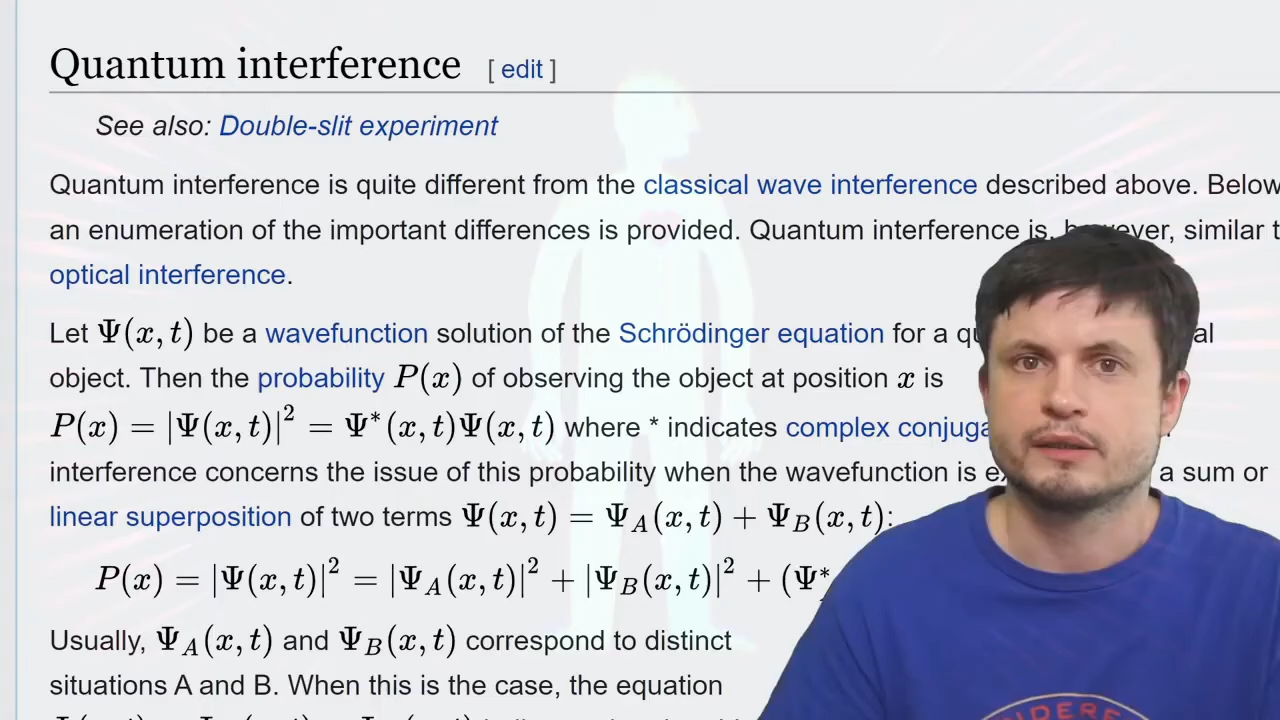 Quantum interference [ edit ]
See also: Double-slit experiment
Quantum interference is quite different from the classical wave interference described above. Below
an enumeration of the important differences is provided. Quantum interference is, however, similar t
optical interference.
Let Ψ(x, t) be a wavefunction solution of the Schrödinger equation for a qu al
object. Then the probability P(x) of observing the object at position x is
P(x) = |Ψ(x, t)|² = Ψ*(x, t)Ψ(x, t) where * indicates complex conjuga
interference concerns the issue of this probability when the wavefunction is ex a sum or
linear superposition of two terms Ψ(x, t) = Ψ_A(x, t) + Ψ_B(x, t):
P(x) = |Ψ(x, t)|² = |Ψ_A(x, t)|² + |Ψ_B(x, t)|² + (Ψ*
Usually, Ψ_A(x, t) and Ψ_B(x, t) correspond to distinct
situations A and B. When this is the case, the equation
NDERF